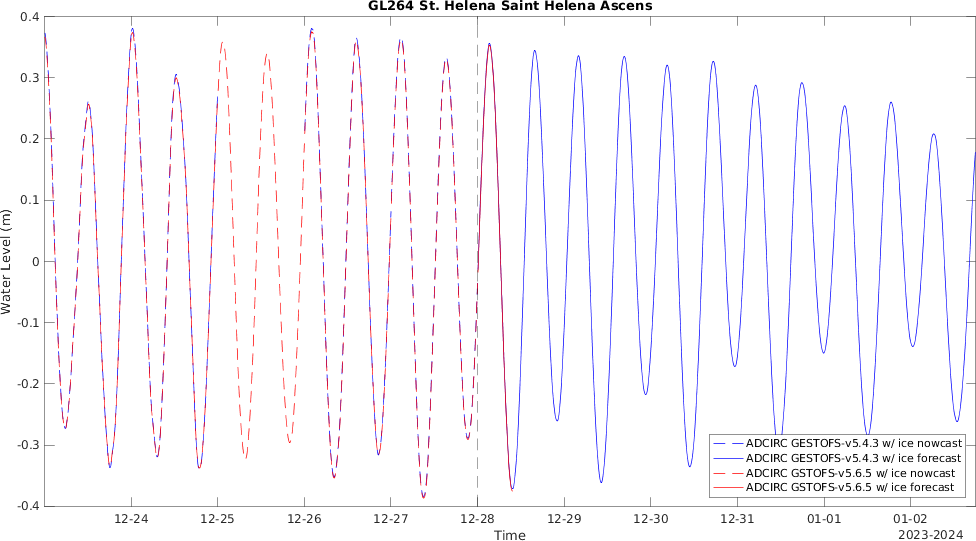 GL264 St. Helena Saint Helena Ascens
0.4
0.3
0.2
0.1
0
-0.1
-0.2
-0.3
-0.4
Water Level (m)
12-24 12-25 12-26 12-27 12-28 12-29 12-30 12-31 01-01 01-02
Time
2023-2024
ADCIRC GESTOFS-v5.4.3 w/ ice nowcast
ADCIRC GESTOFS-v5.4.3 w/ ice forecast
ADCIRC GSTOFS-v5.6.5 w/ ice nowcast
ADCIRC GSTOFS-v5.6.5 w/ ice forecast